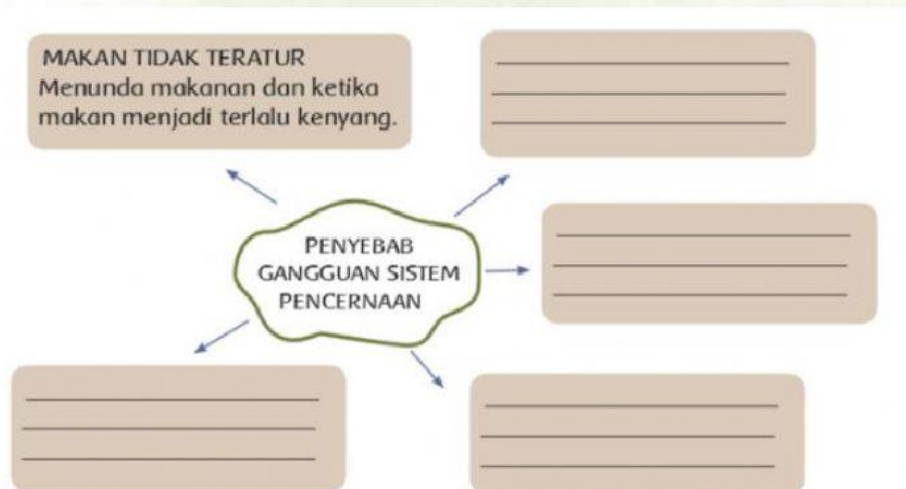 MAKAN TIDAK TERATUR
Menunda makanan dan ketika
makan menjadi terlalu kenyang.
PENYEBAB
GANGGUAN SISTEM
PENCERNAAN